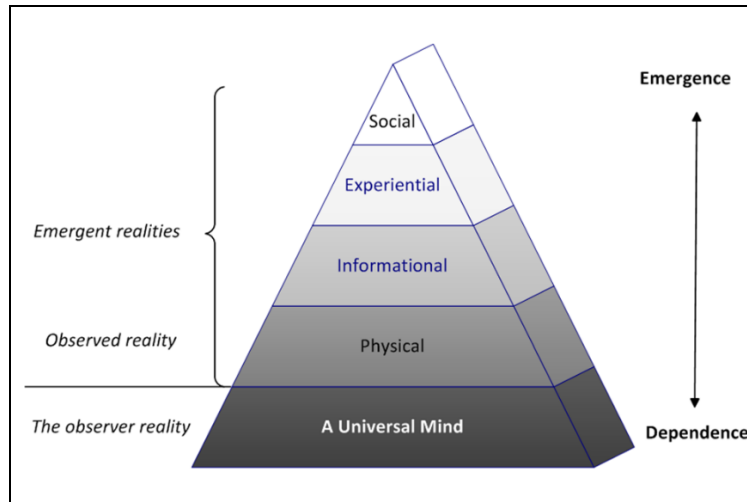 Emergence
Social
Experiential
Emergent realities
Informational
Observed reality
Physical
The observer reality
A Universal Mind
Dependence